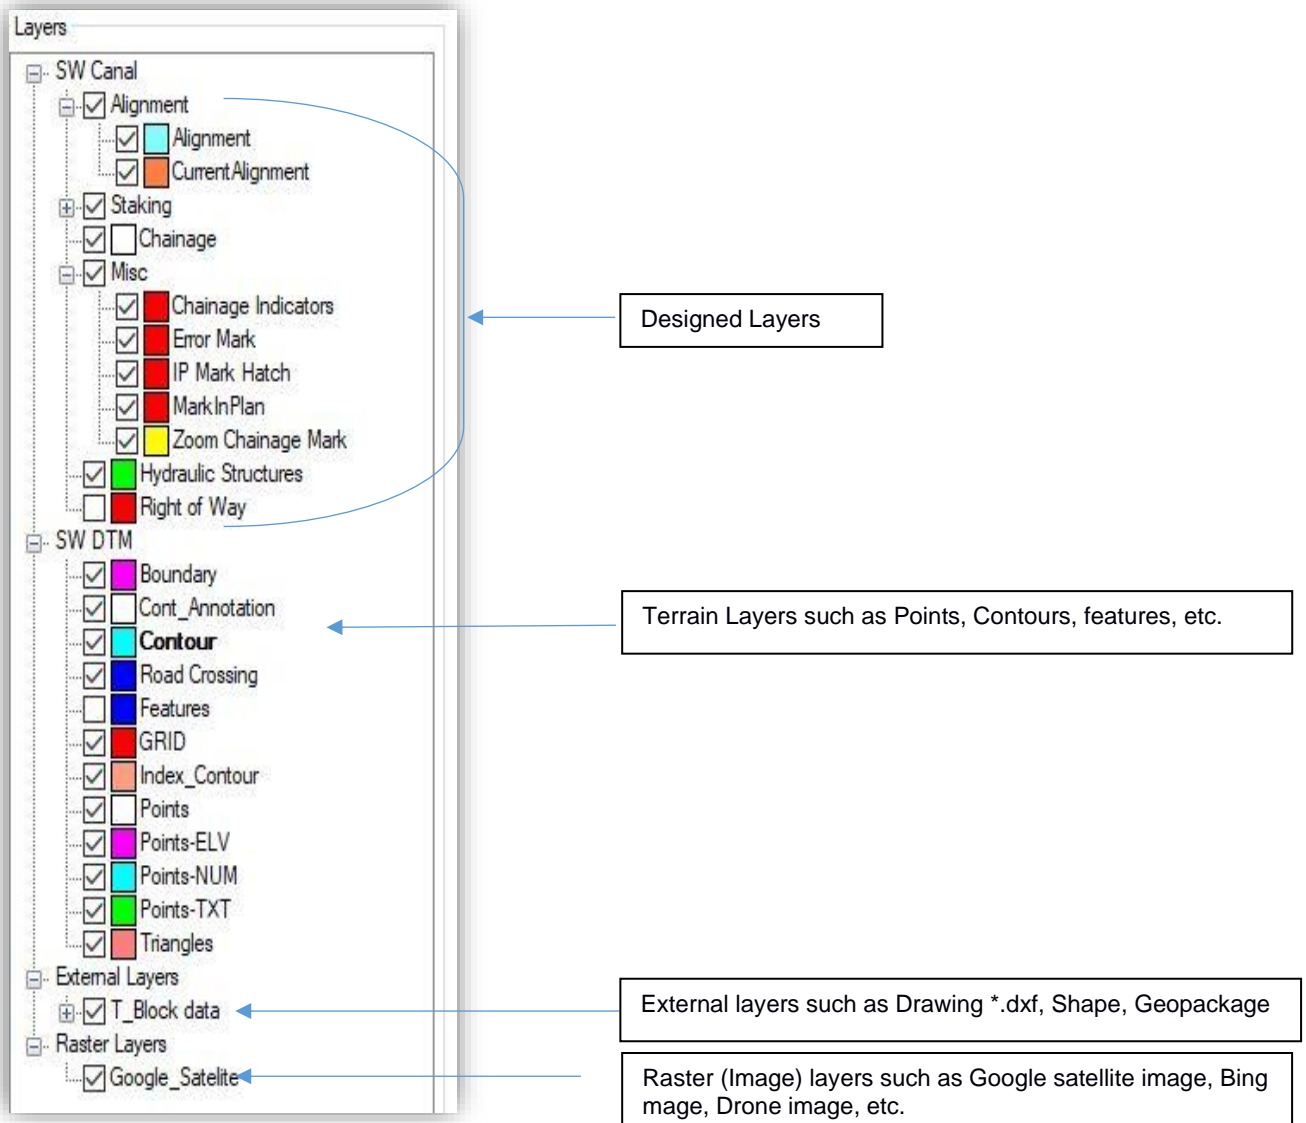 Layers
SW Canal
Alignment
Alignment
CurrentAlignment
Staking
Chainage
Misc
Chainage Indicators
Error Mark
IP Mark Hatch
MarkInPlan
Zoom Chainage Mark
Hydraulic Structures
Right of Way
SW DTM
Boundary
Cont_Annotation
Contour
Road Crossing
Features
GRID
Index_Contour
Points
Points-ELV
Points-NUM
Points-TXT
Triangles
External Layers
T_Block data
Raster Layers
Google_Satelite
Designed Layers
Terrain Layers such as Points, Contours, features, etc.
External layers such as Drawing *.dxf, Shape, Geopackage
Raster (Image) layers such as Google satellite image, Bing
mage, Drone image, etc.